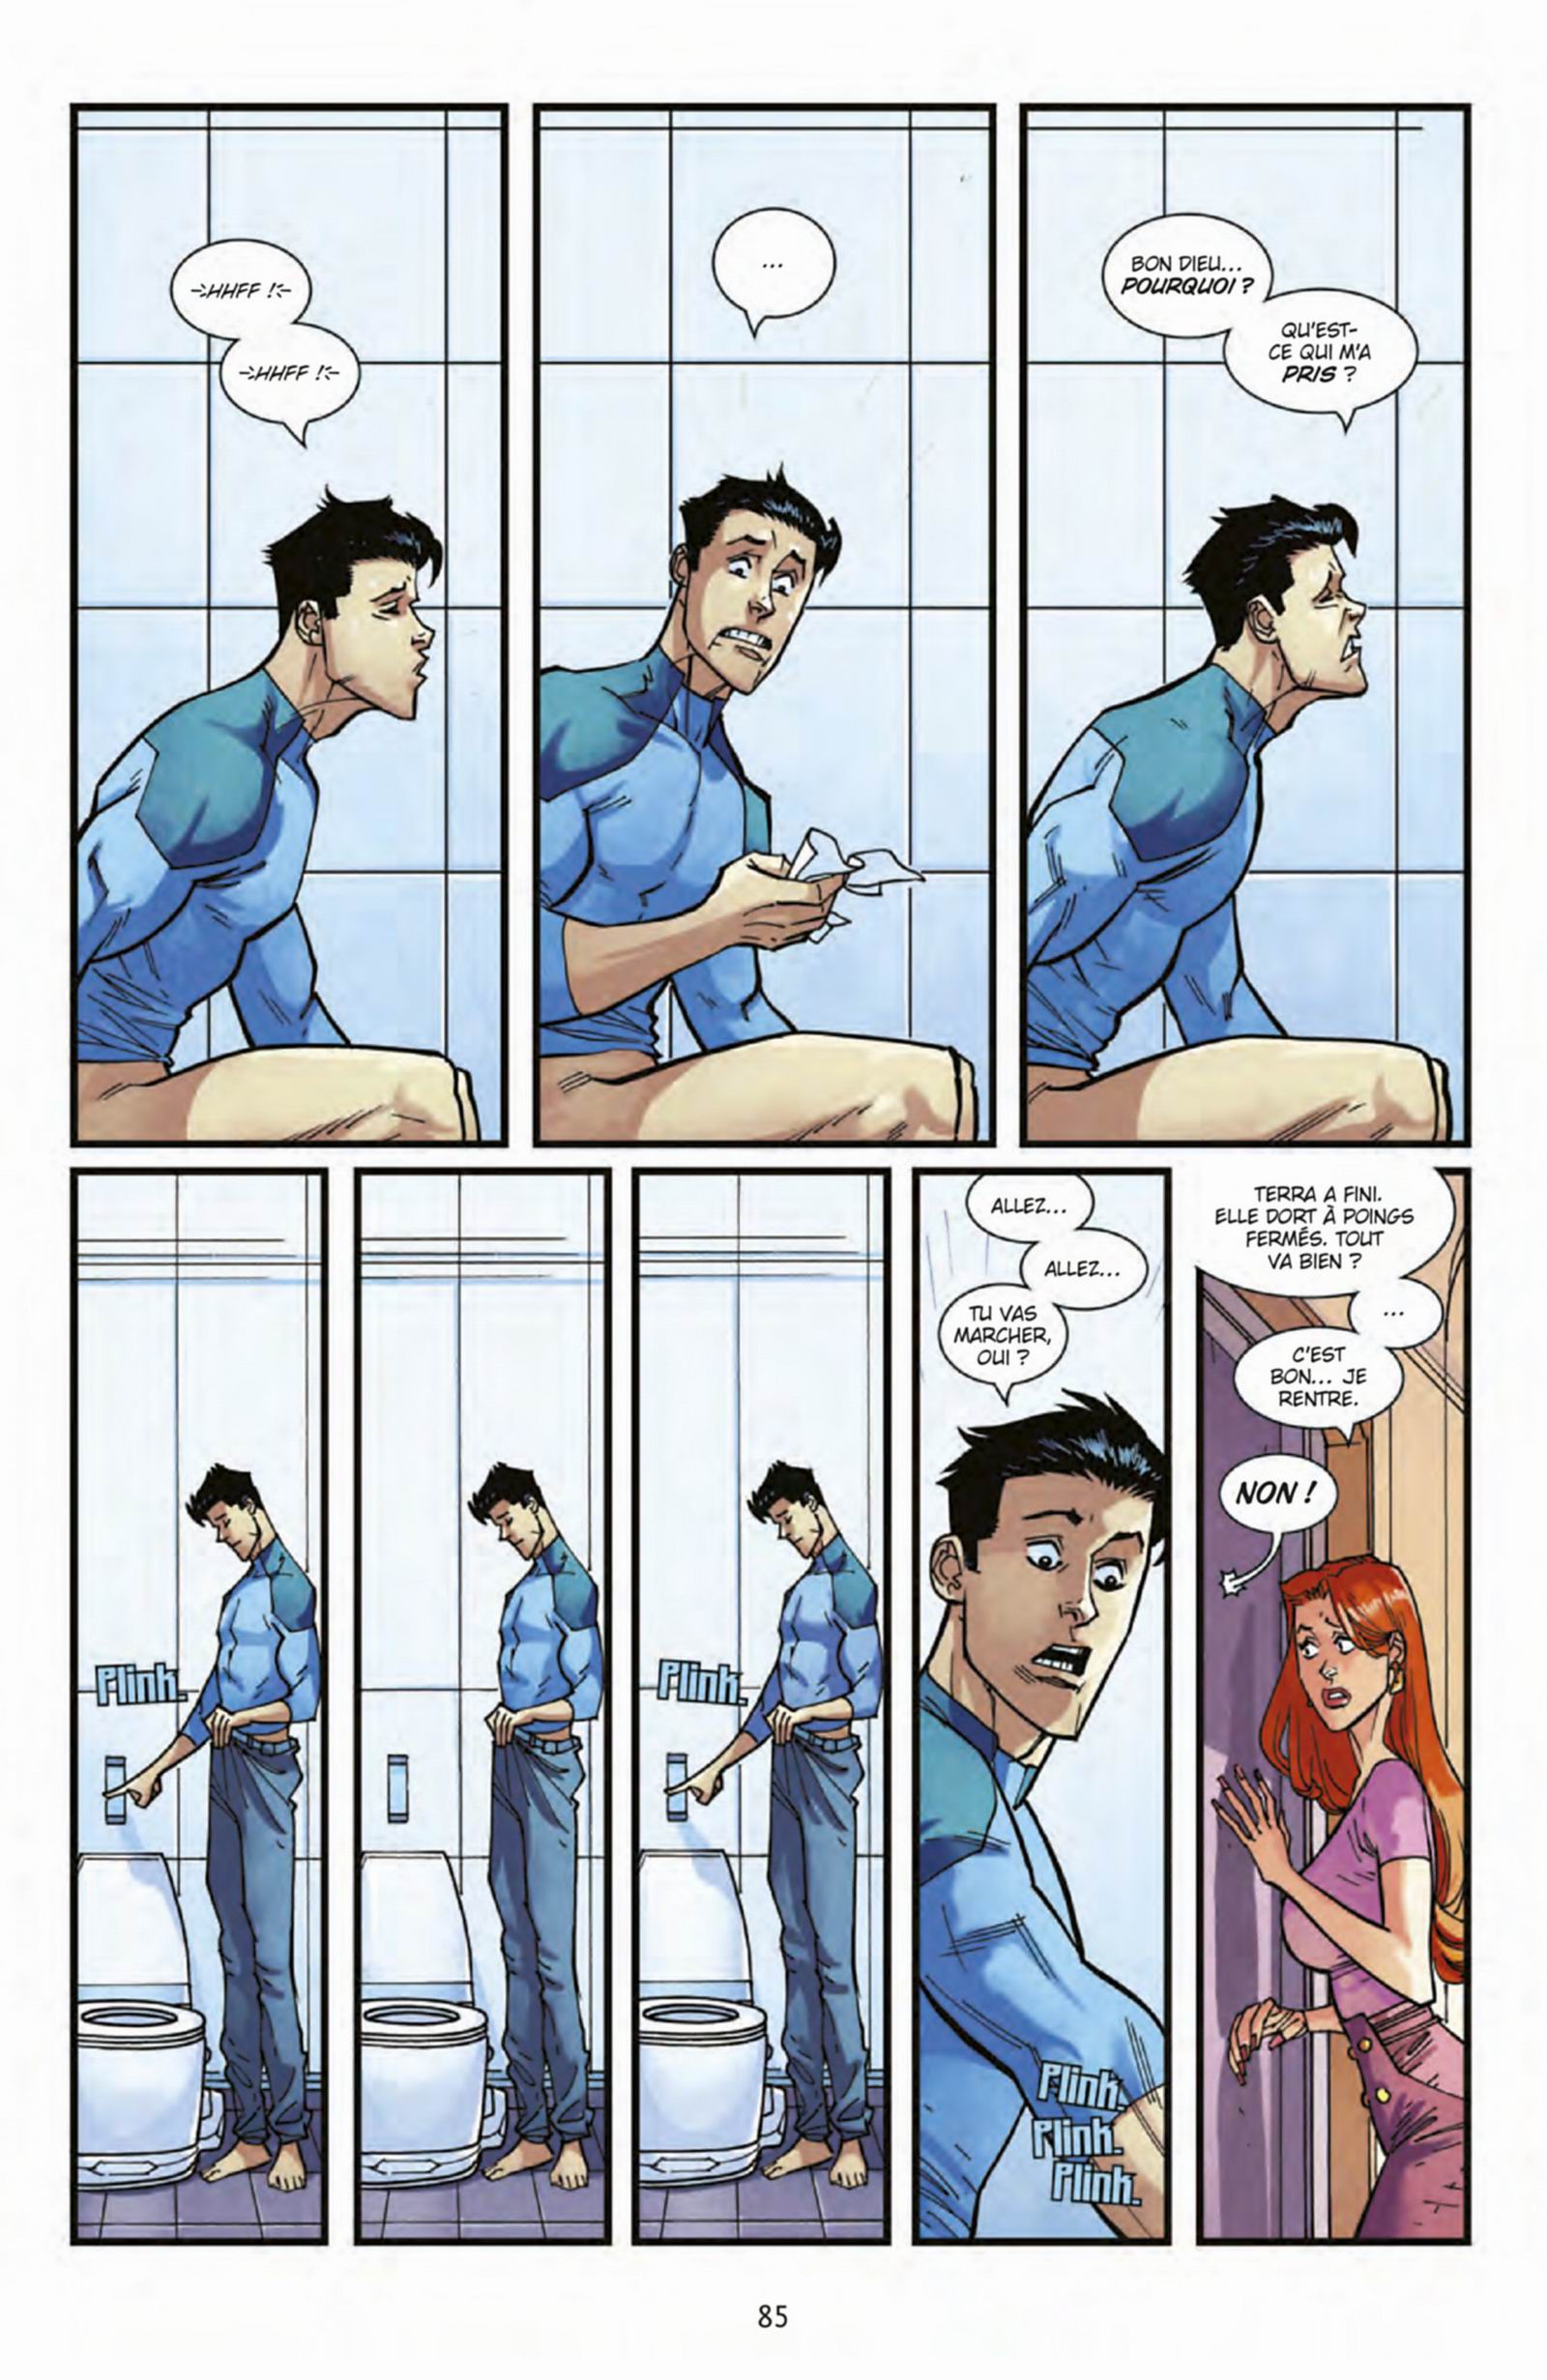 HHFF !
HHFF !
...
BON DIEU...
POURQUOI ?
QU'EST-
CE QUI M'A
PRIS ?
Plink.
Plink.
ALLEZ...
ALLEZ...
TU VAS
MARCHER,
OUI ?
Plink.
Plink.
Plink.
TERRA A FINI.
ELLE DORT À POINGS
FERMÉS. TOUT
VA BIEN ?
...
C'EST
BON... JE
RENTRE.
NON !
85